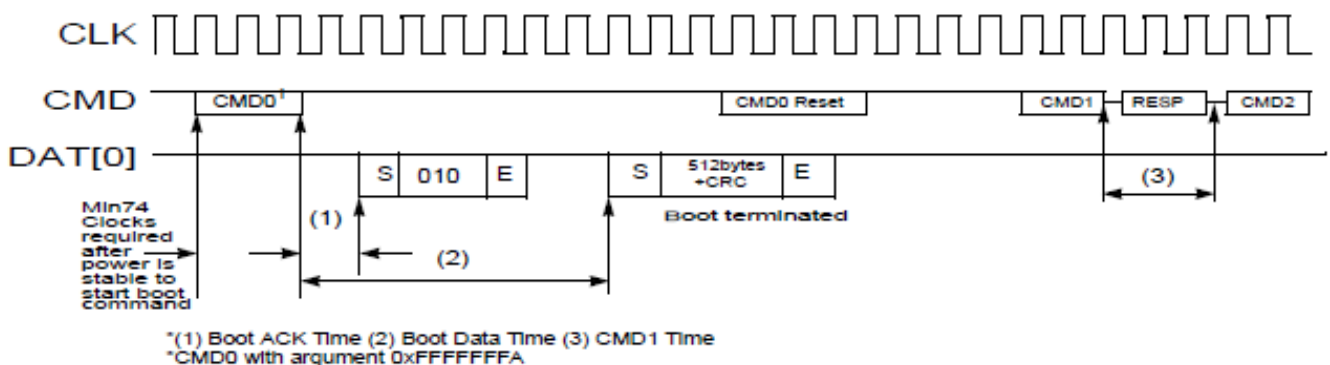 CLK
CMD
CMD0¹
CMD0 Reset
CMD1
RESP
CMD2
DAT[0]
S
010
E
S
512bytes
+CRC
E
(3)
Boot terminated
Min74
Clocks
required
after
power is
stable to
start boot
command
(1)
(2)
*(1) Boot ACK Time (2) Boot Data Time (3) CMD1 Time
*CMD0 with argument 0xFFFFFFFA